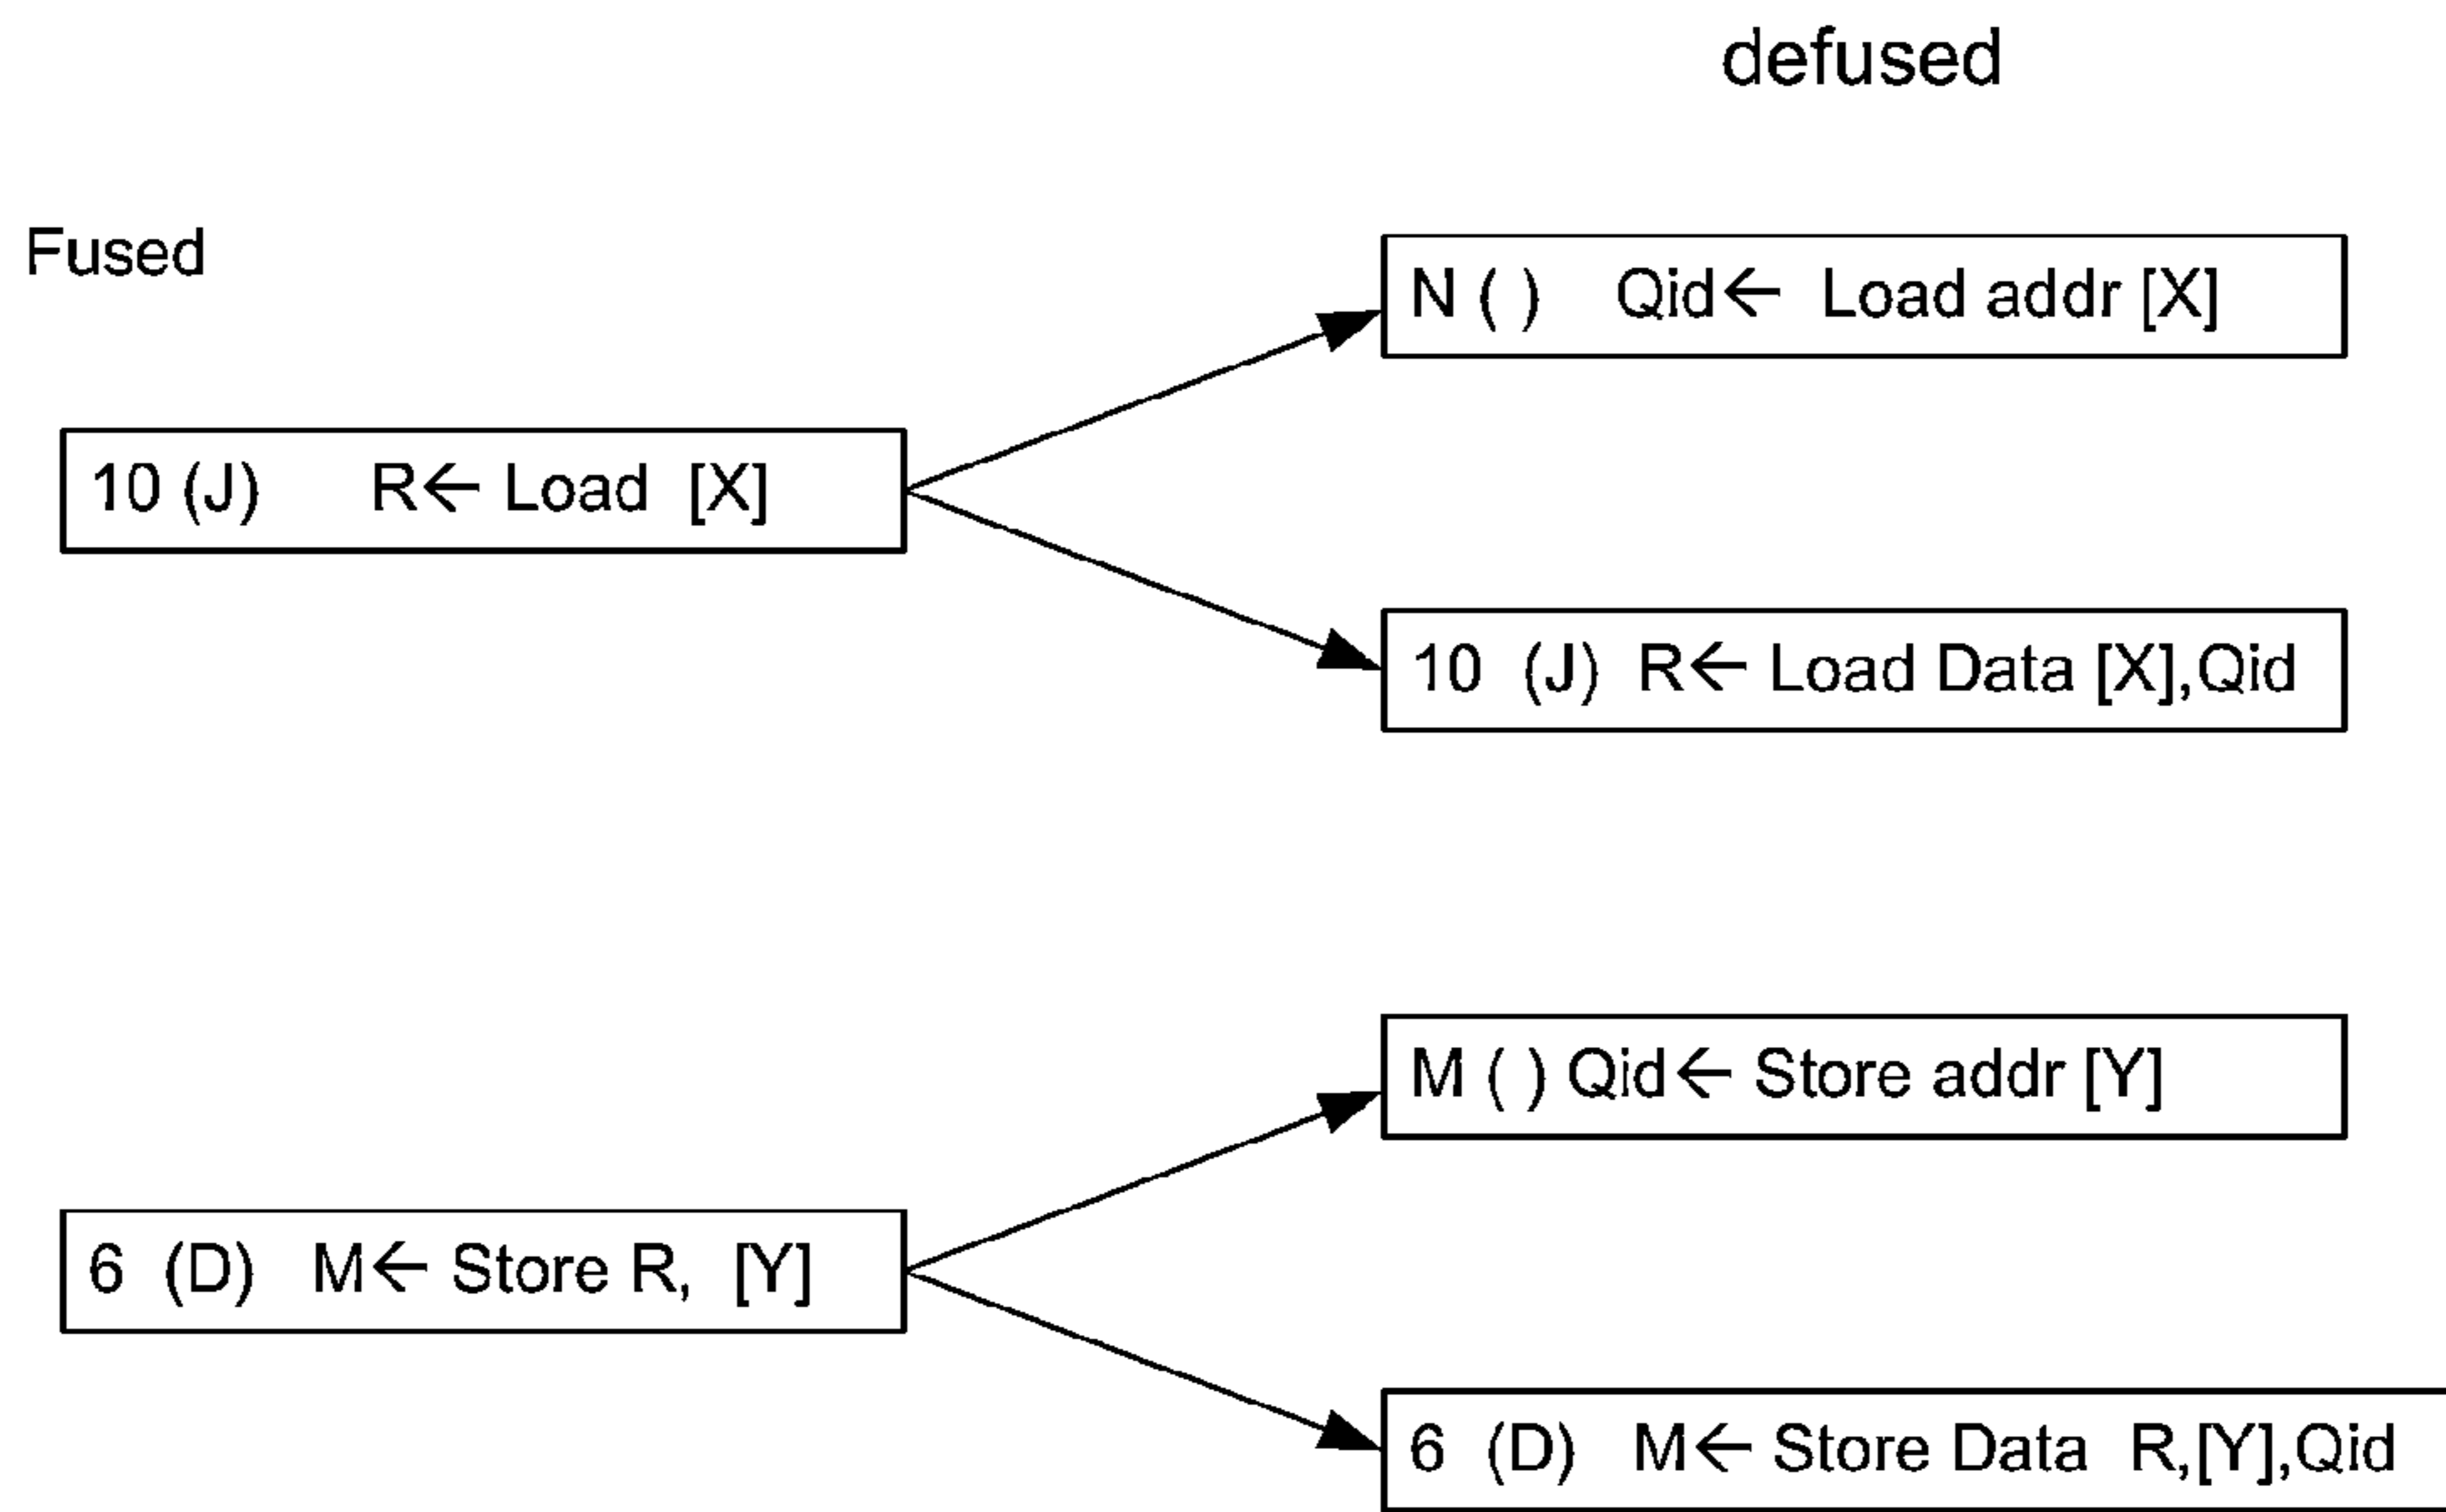 defused
Fused
N ( ) Qid← Load addr [X]
10 (J) R← Load [X]
10 (J) R← Load Data [X],Qid
M ( ) Qid← Store addr [Y]
6 (D) M← Store R, [Y]
6 (D) M← Store Data R,[Y],Qid